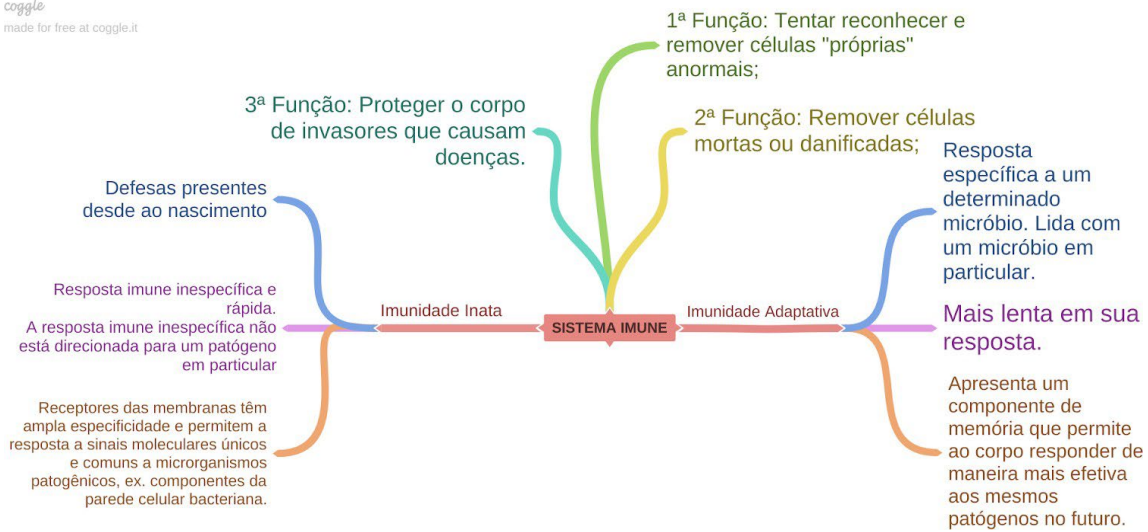 coggle
made for free at coggle.it
1ª Função: Tentar reconhecer e
remover células "próprias"
anormais;
3ª Função: Proteger o corpo
de invasores que causam
doenças.
2ª Função: Remover células
mortas ou danificadas;
Defesas presentes
desde ao nascimento
Resposta imune inespecífica e
rápida.
A resposta imune inespecífica não
está direcionada para um patógeno
em particular
Receptores das membranas têm
ampla especificidade e permitem a
resposta a sinais moleculares únicos
e comuns a microrganismos
patogênicos, ex. componentes da
parede celular bacteriana.
Imunidade Inata
SISTEMA IMUNE
Imunidade Adaptativa
Resposta
específica a um
determinado
micróbio. Lida com
um micróbio em
particular.
Mais lenta em sua
resposta.
Apresenta um
componente de
memória que permite
ao corpo responder de
maneira mais efetiva
aos mesmos
patógenos no futuro.